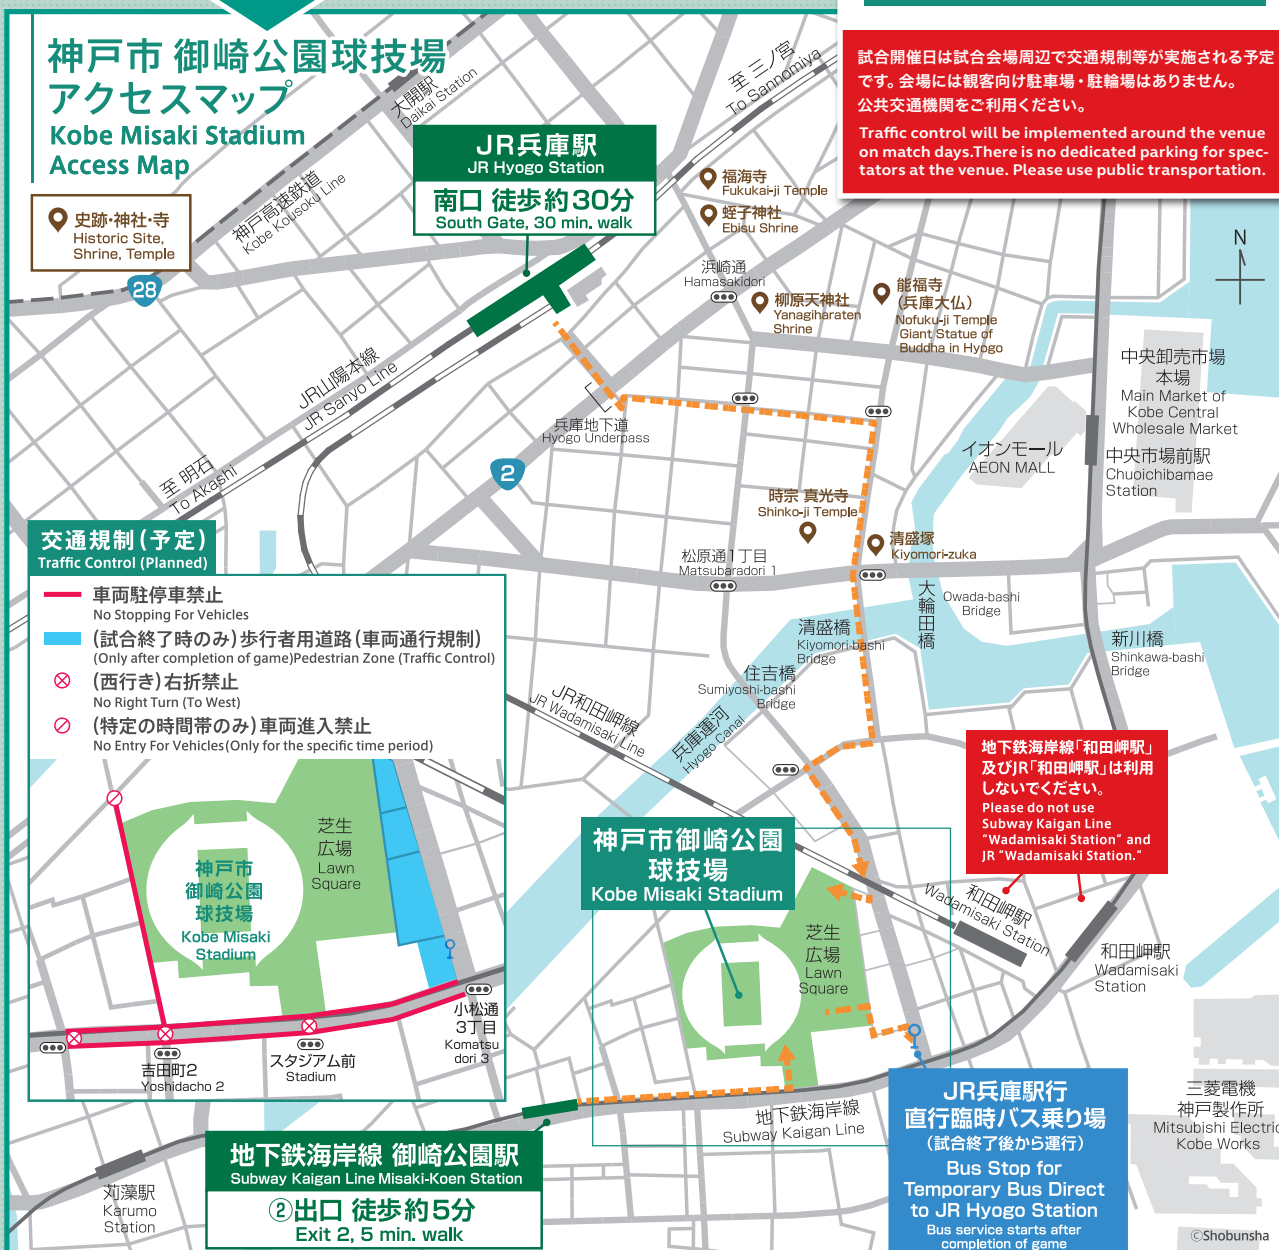 神戸市 御崎公園球技場
アクセスマップ
Kobe Misaki Stadium
Access Map
試合開催日は試合会場周辺で交通規制等が実施される予定
です。会場には観客向け駐車場・駐輪場はありません。
公共交通機関をご利用ください。
Traffic control will be implemented around the venue
on match days.There is no dedicated parking for spec-
tators at the venue. Please use public transportation.
史跡・神社・寺
Historic Site,
Shrine, Temple
28
大開駅
Daikai Station
神戸高速鉄道
Kobe Kousoku Line
至 三ノ宮
To Sannomiya
JR兵庫駅
JR Hyogo Station
南口 徒歩約30分
South Gate, 30 min. walk
福海寺
Fukukai-ji Temple
蛭子神社
Ebisu Shrine
浜崎通
Hamasakidori
柳原天神社
Yanagiharaten
Shrine
能福寺
(兵庫大仏)
Nofuku-ji Temple
Giant Statue of
Buddha in Hyogo
N
中央卸売市場
本場
Main Market of
Kobe Central
Wholesale Market
中央市場前駅
Chuoichibamae
Station
イオンモール
AEON MALL
JR山陽本線
JR Sanyo Line
至 明石
To Akashi
兵庫地下道
Hyogo Underpass
2
時宗 真光寺
Shinko-ji Temple
清盛塚
Kiyomori-zuka
松原通1丁目
Matsubaradori 1
大輪田橋
Owada-bashi
Bridge
清盛橋
Kiyomori-bashi
Bridge
住吉橋
Sumiyoshi-bashi
Bridge
新川橋
Shinkawa-bashi
Bridge
JR和田岬線
JR Wadamisaki Line
兵庫運河
Hyogo Canal
交通規制(予定)
Traffic Control (Planned)
車両駐停車禁止
No Stopping For Vehicles
(試合終了時のみ)歩行者用道路(車両通行規制)
(Only after completion of game)Pedestrian Zone (Traffic Control)
(西行き)右折禁止
No Right Turn (To West)
(特定の時間帯のみ)車両進入禁止
No Entry For Vehicles(Only for the specific time period)
芝生
広場
Lawn
Square
神戸市
御崎公園
球技場
Kobe Misaki
Stadium
小松通
3丁目
Komatsu
dori 3
吉田町2
Yoshidacho 2
スタジアム前
Stadium
地下鉄海岸線「和田岬駅」
及びJR「和田岬駅」は利用
しないでください。
Please do not use
Subway Kaigan Line
"Wadamisaki Station" and
JR "Wadamisaki Station."
神戸市御崎公園
球技場
Kobe Misaki Stadium
和田岬駅
Wadamisaki Station
和田岬駅
Wadamisaki
Station
芝生
広場
Lawn
Square
地下鉄海岸線
Subway Kaigan Line
地下鉄海岸線 御崎公園駅
Subway Kaigan Line Misaki-Koen Station
②出口 徒歩約5分
Exit 2, 5 min. walk
苅藻駅
Karumo
Station
JR兵庫駅行
直行臨時バス乗り場
(試合終了後から運行)
Bus Stop for
Temporary Bus Direct
to JR Hyogo Station
Bus service starts after
completion of game
三菱電機
神戸製作所
Mitsubishi Electric
Kobe Works
©Shobunsha